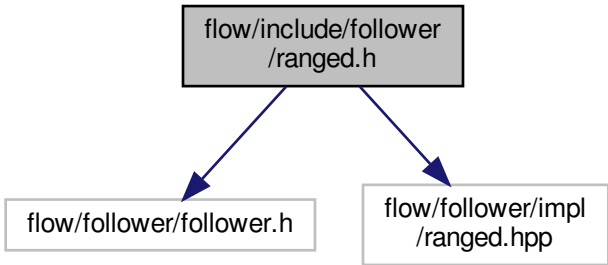 flow/include/follower
/ranged.h
flow/follower/follower.h
flow/follower/impl
/ranged.hpp